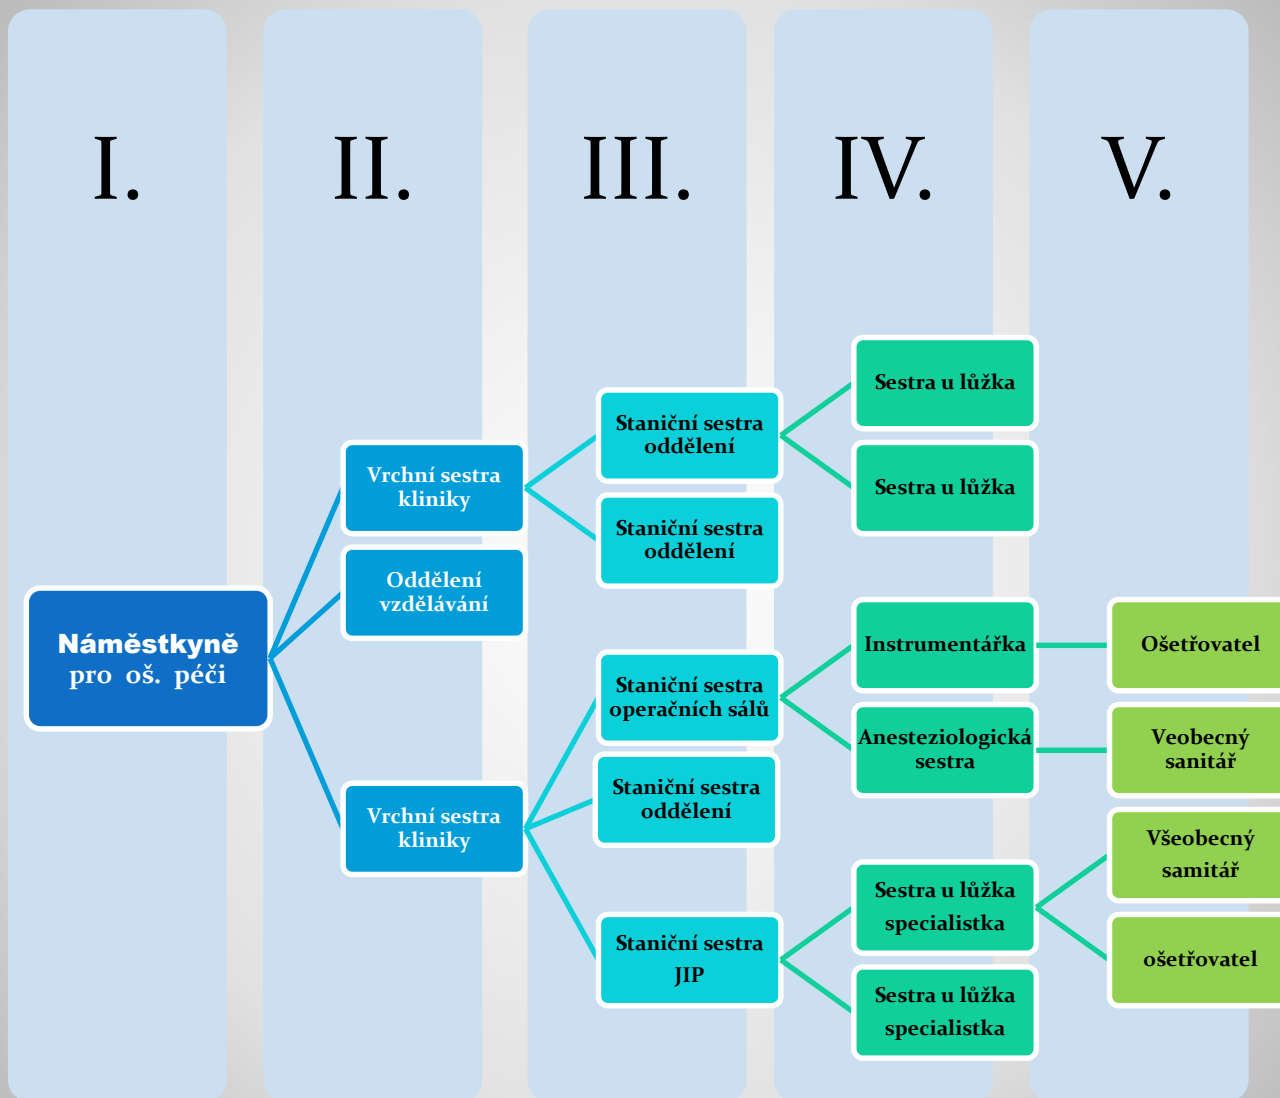 I.
II.
III.
IV.
V.
Náměstkyně
pro oš. péči
Vrchní sestra
kliniky
Oddělení
vzdělávání
Vrchní sestra
kliniky
Staniční sestra
oddělení
Staniční sestra
oddělení
Staniční sestra
operačních sálů
Staniční sestra
oddělení
Staniční sestra
JIP
Sestra u lůžka
Sestra u lůžka
Instrumentářka
Anesteziologická
sestra
Sestra u lůžka
specialistka
Sestra u lůžka
specialistka
Ošetřovatel
Veobecný
sanitář
Všeobecný
samitář
ošetřovatel